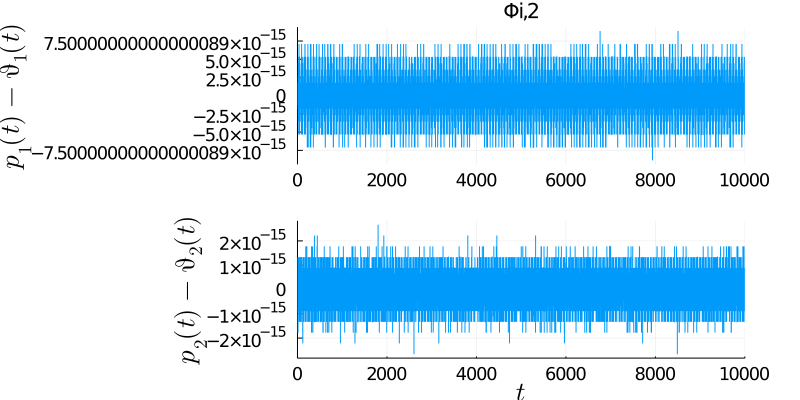 Φi,2
p₁(t) − ϑ₁(t)
7.500000000000000089×10⁻¹⁵
5.0×10⁻¹⁵
2.5×10⁻¹⁵
0
−2.5×10⁻¹⁵
−5.0×10⁻¹⁵
−7.500000000000000089×10⁻¹⁵
0 2000 4000 6000 8000 10000
p₂(t) − ϑ₂(t)
2×10⁻¹⁵
1×10⁻¹⁵
0
−1×10⁻¹⁵
−2×10⁻¹⁵
0 2000 4000 6000 8000 10000
t